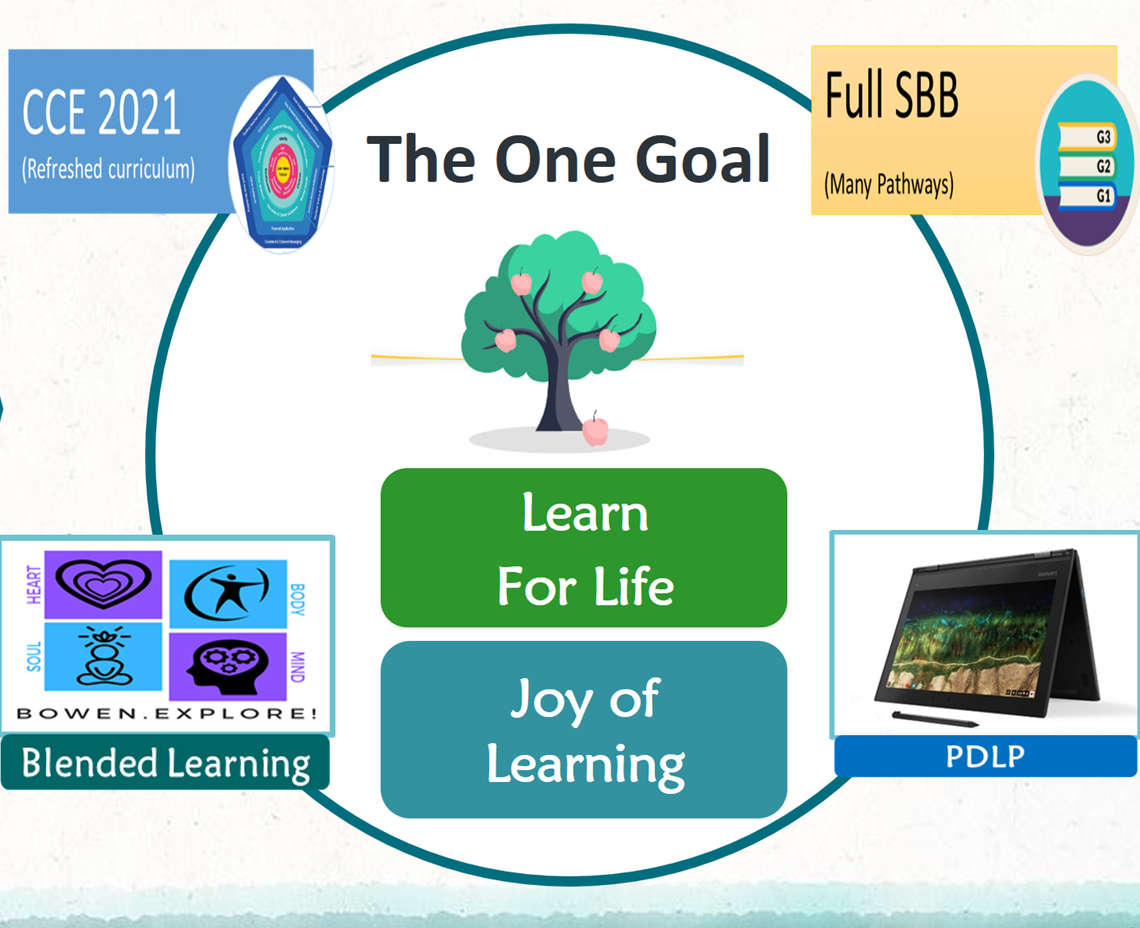 CCE 2021
(Refreshed curriculum)
The One Goal
Full SBB
(Many Pathways)
G3
G2
G1
Learn
For Life
Joy of
Learning
HEART
BODY
SOUL
MIND
BOWEN.EXPLORE!
Blended Learning
Lenovo
PDLP